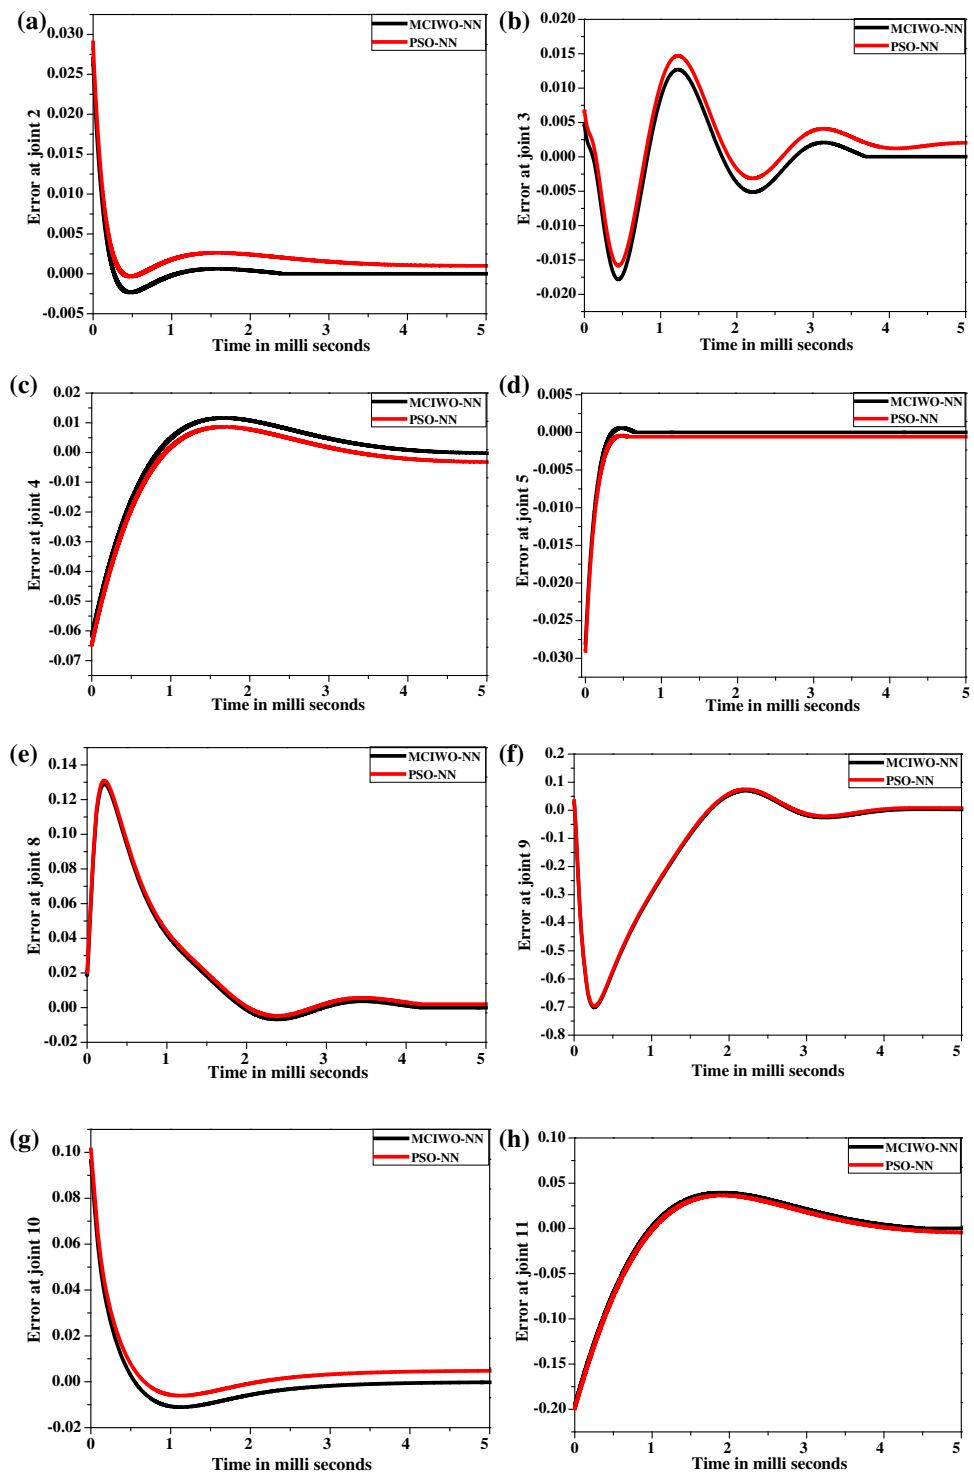 (a)
0.030
0.025
0.020
0.015
0.010
0.005
0.000
-0.005
Error at joint 2
MCIWO-NN
PSO-NN
0 1 2 3 4 5
Time in milli seconds
(b)
0.020
0.015
0.010
0.005
0.000
-0.005
-0.010
-0.015
-0.020
Error at joint 3
MCIWO-NN
PSO-NN
0 1 2 3 4 5
Time in milli seconds
(c)
0.02
0.01
0.00
-0.01
-0.02
-0.03
-0.04
-0.05
-0.06
-0.07
Error at joint 4
MCIWO-NN
PSO-NN
0 1 2 3 4 5
Time in milli seconds
(d)
0.005
0.000
-0.005
-0.010
-0.015
-0.020
-0.025
-0.030
Error at joint 5
MCIWO-NN
PSO-NN
0 1 2 3 4 5
Time in milli seconds
(e)
0.14
0.12
0.10
0.08
0.06
0.04
0.02
0.00
-0.02
Error at joint 8
MCIWO-NN
PSO-NN
0 1 2 3 4 5
Time in milli seconds
(f)
0.2
0.1
0.0
-0.1
-0.2
-0.3
-0.4
-0.5
-0.6
-0.7
-0.8
Error at joint 9
MCIWO-NN
PSO-NN
0 1 2 3 4 5
Time in milli seconds
(g)
0.10
0.08
0.06
0.04
0.02
0.00
-0.02
Error at joint 10
MCIWO-NN
PSO-NN
0 1 2 3 4 5
Time in milli seconds
(h)
0.10
0.05
0.00
-0.05
-0.10
-0.15
-0.20
Error at joint 11
MCIWO-NN
PSO-NN
0 1 2 3 4 5
Time in milli seconds